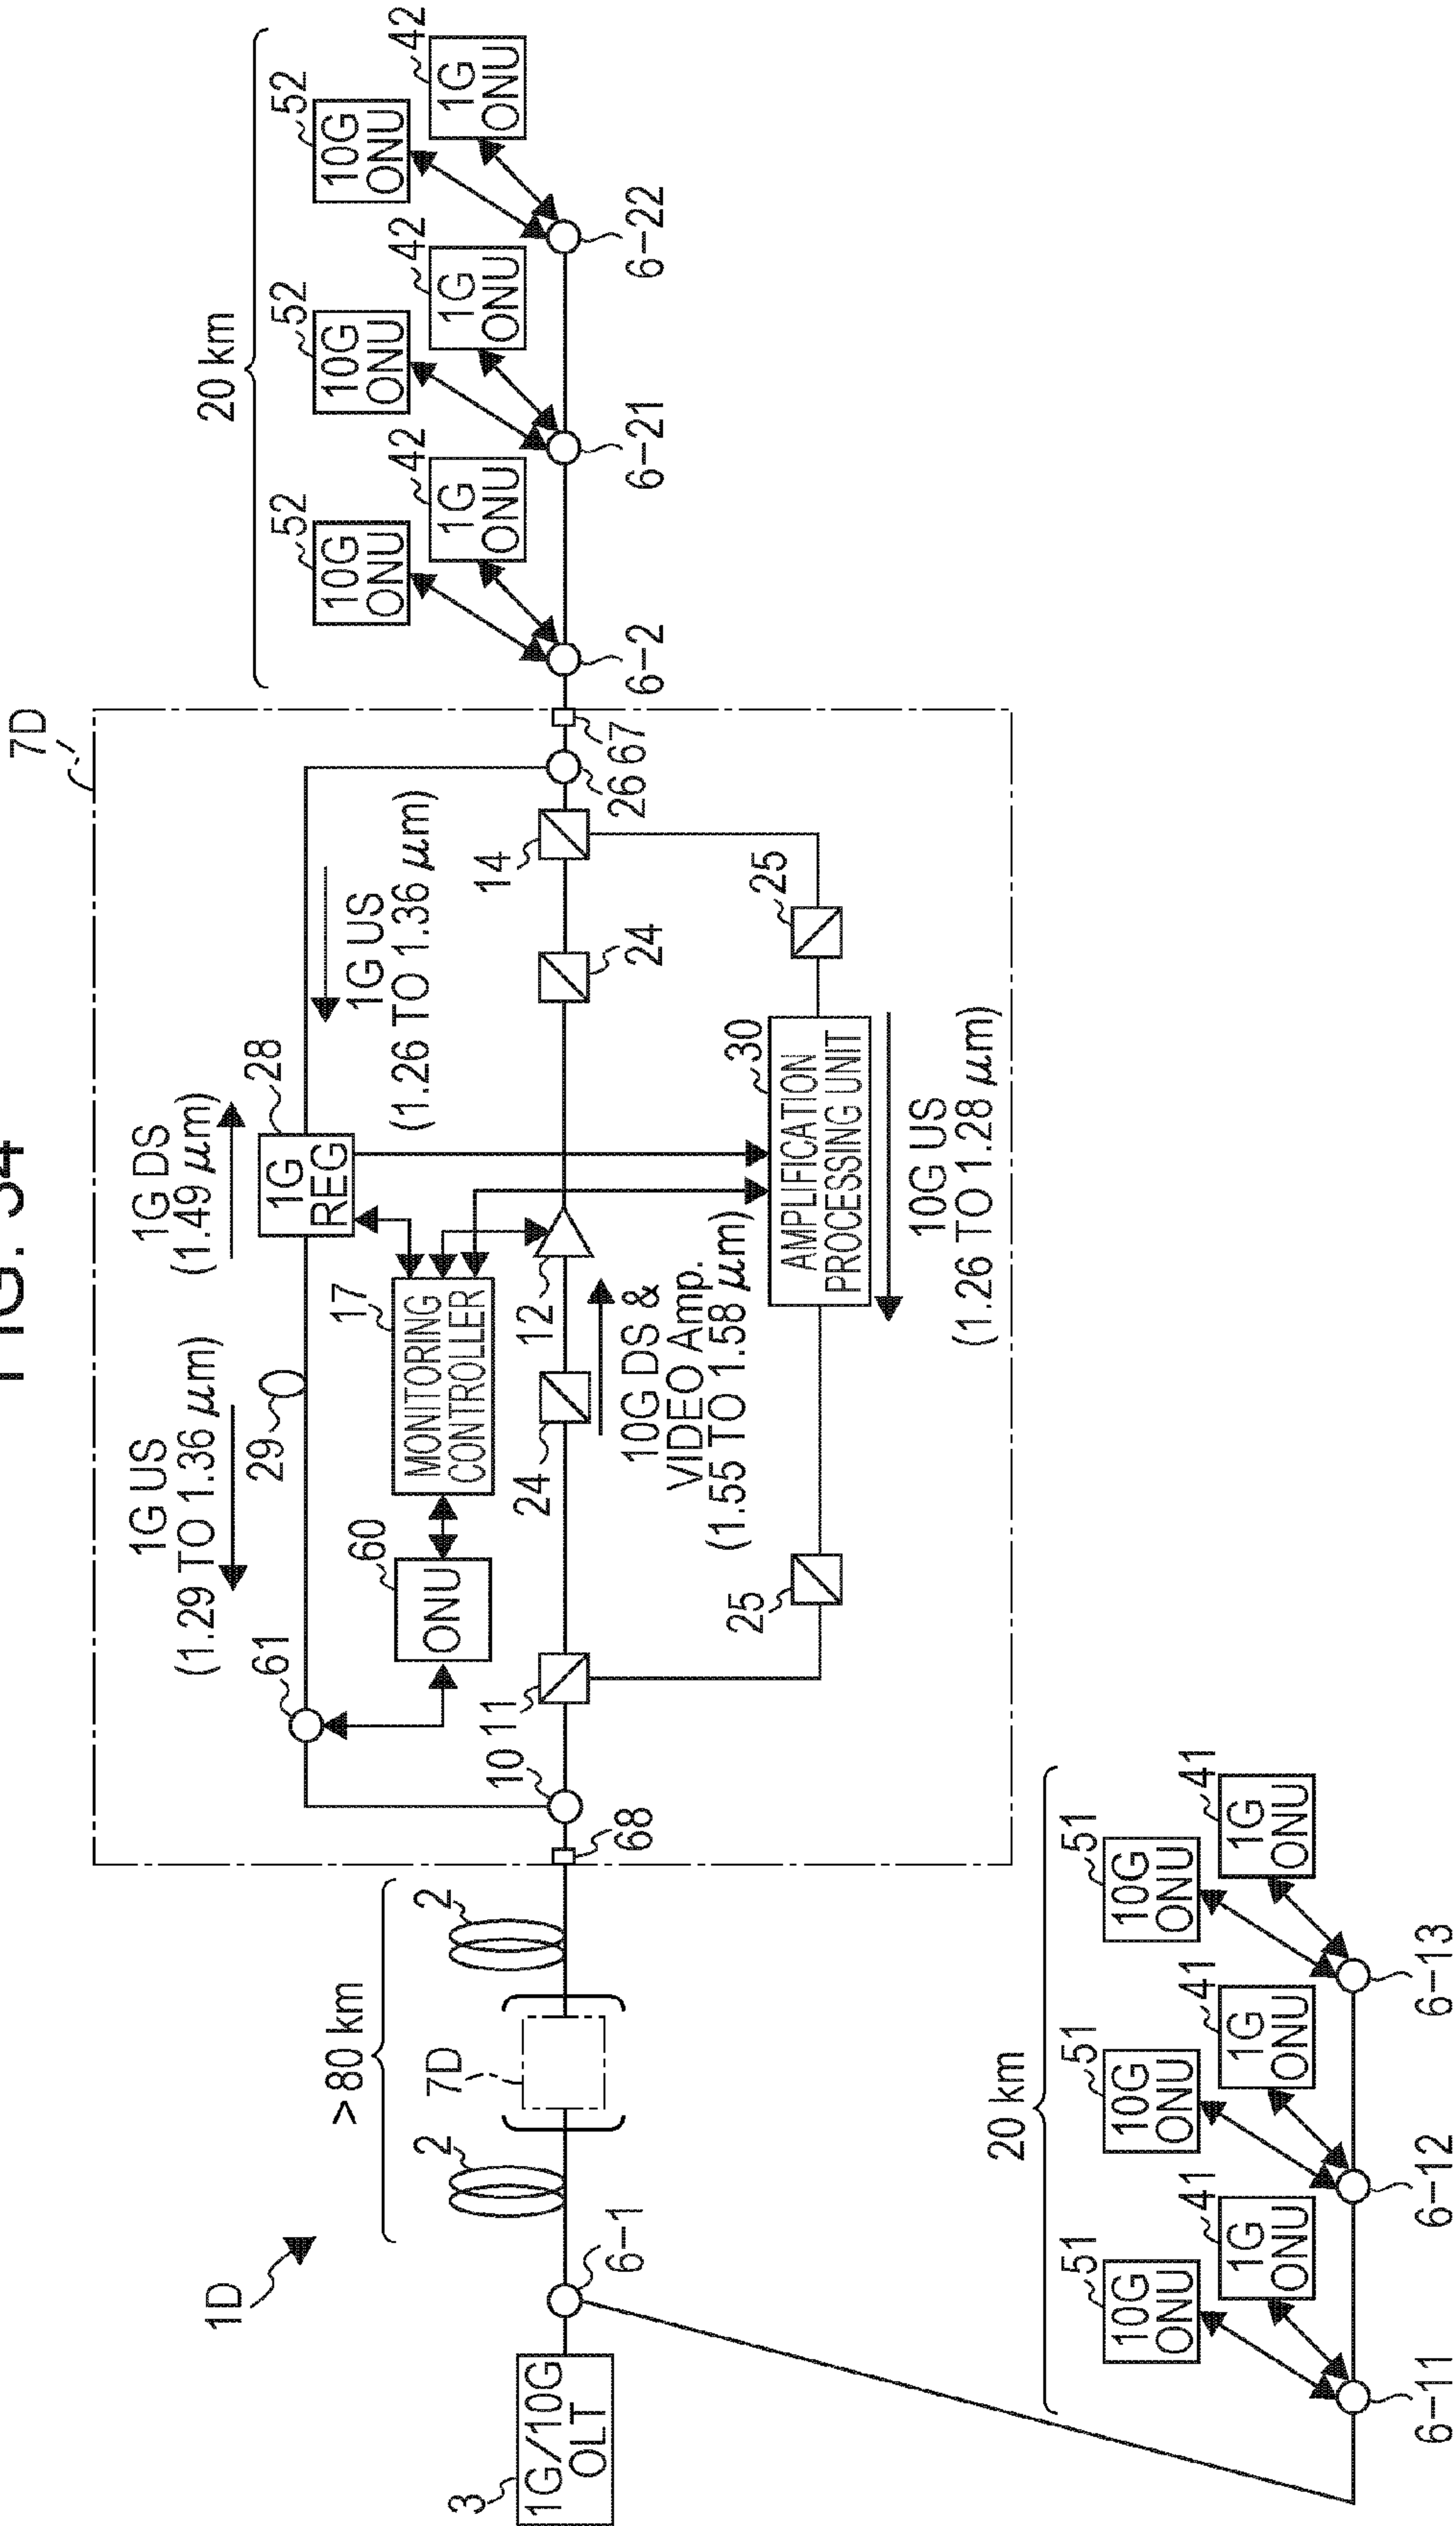 FIG. 34
1D
3
1G/10G
OLT
6-1
> 80 km
2
7D
2
7D
68
10
11
61
29
1G US
(1.29 TO 1.36 μm)
1G DS
(1.49 μm)
28
1G
REG
1G US
(1.26 TO 1.36 μm)
60
ONU
17
MONITORING
CONTROLLER
24
12
10G DS &
VIDEO Amp.
(1.55 TO 1.58 μm)
24
14
26
67
25
30
AMPLIFICATION
PROCESSING UNIT
25
10G US
(1.26 TO 1.28 μm)
20 km
52
10G
ONU
42
1G
ONU
52
10G
ONU
42
1G
ONU
52
10G
ONU
42
1G
ONU
6-2
6-21
6-22
20 km
51
10G
ONU
41
1G
ONU
51
10G
ONU
41
1G
ONU
51
10G
ONU
41
1G
ONU
6-11
6-12
6-13